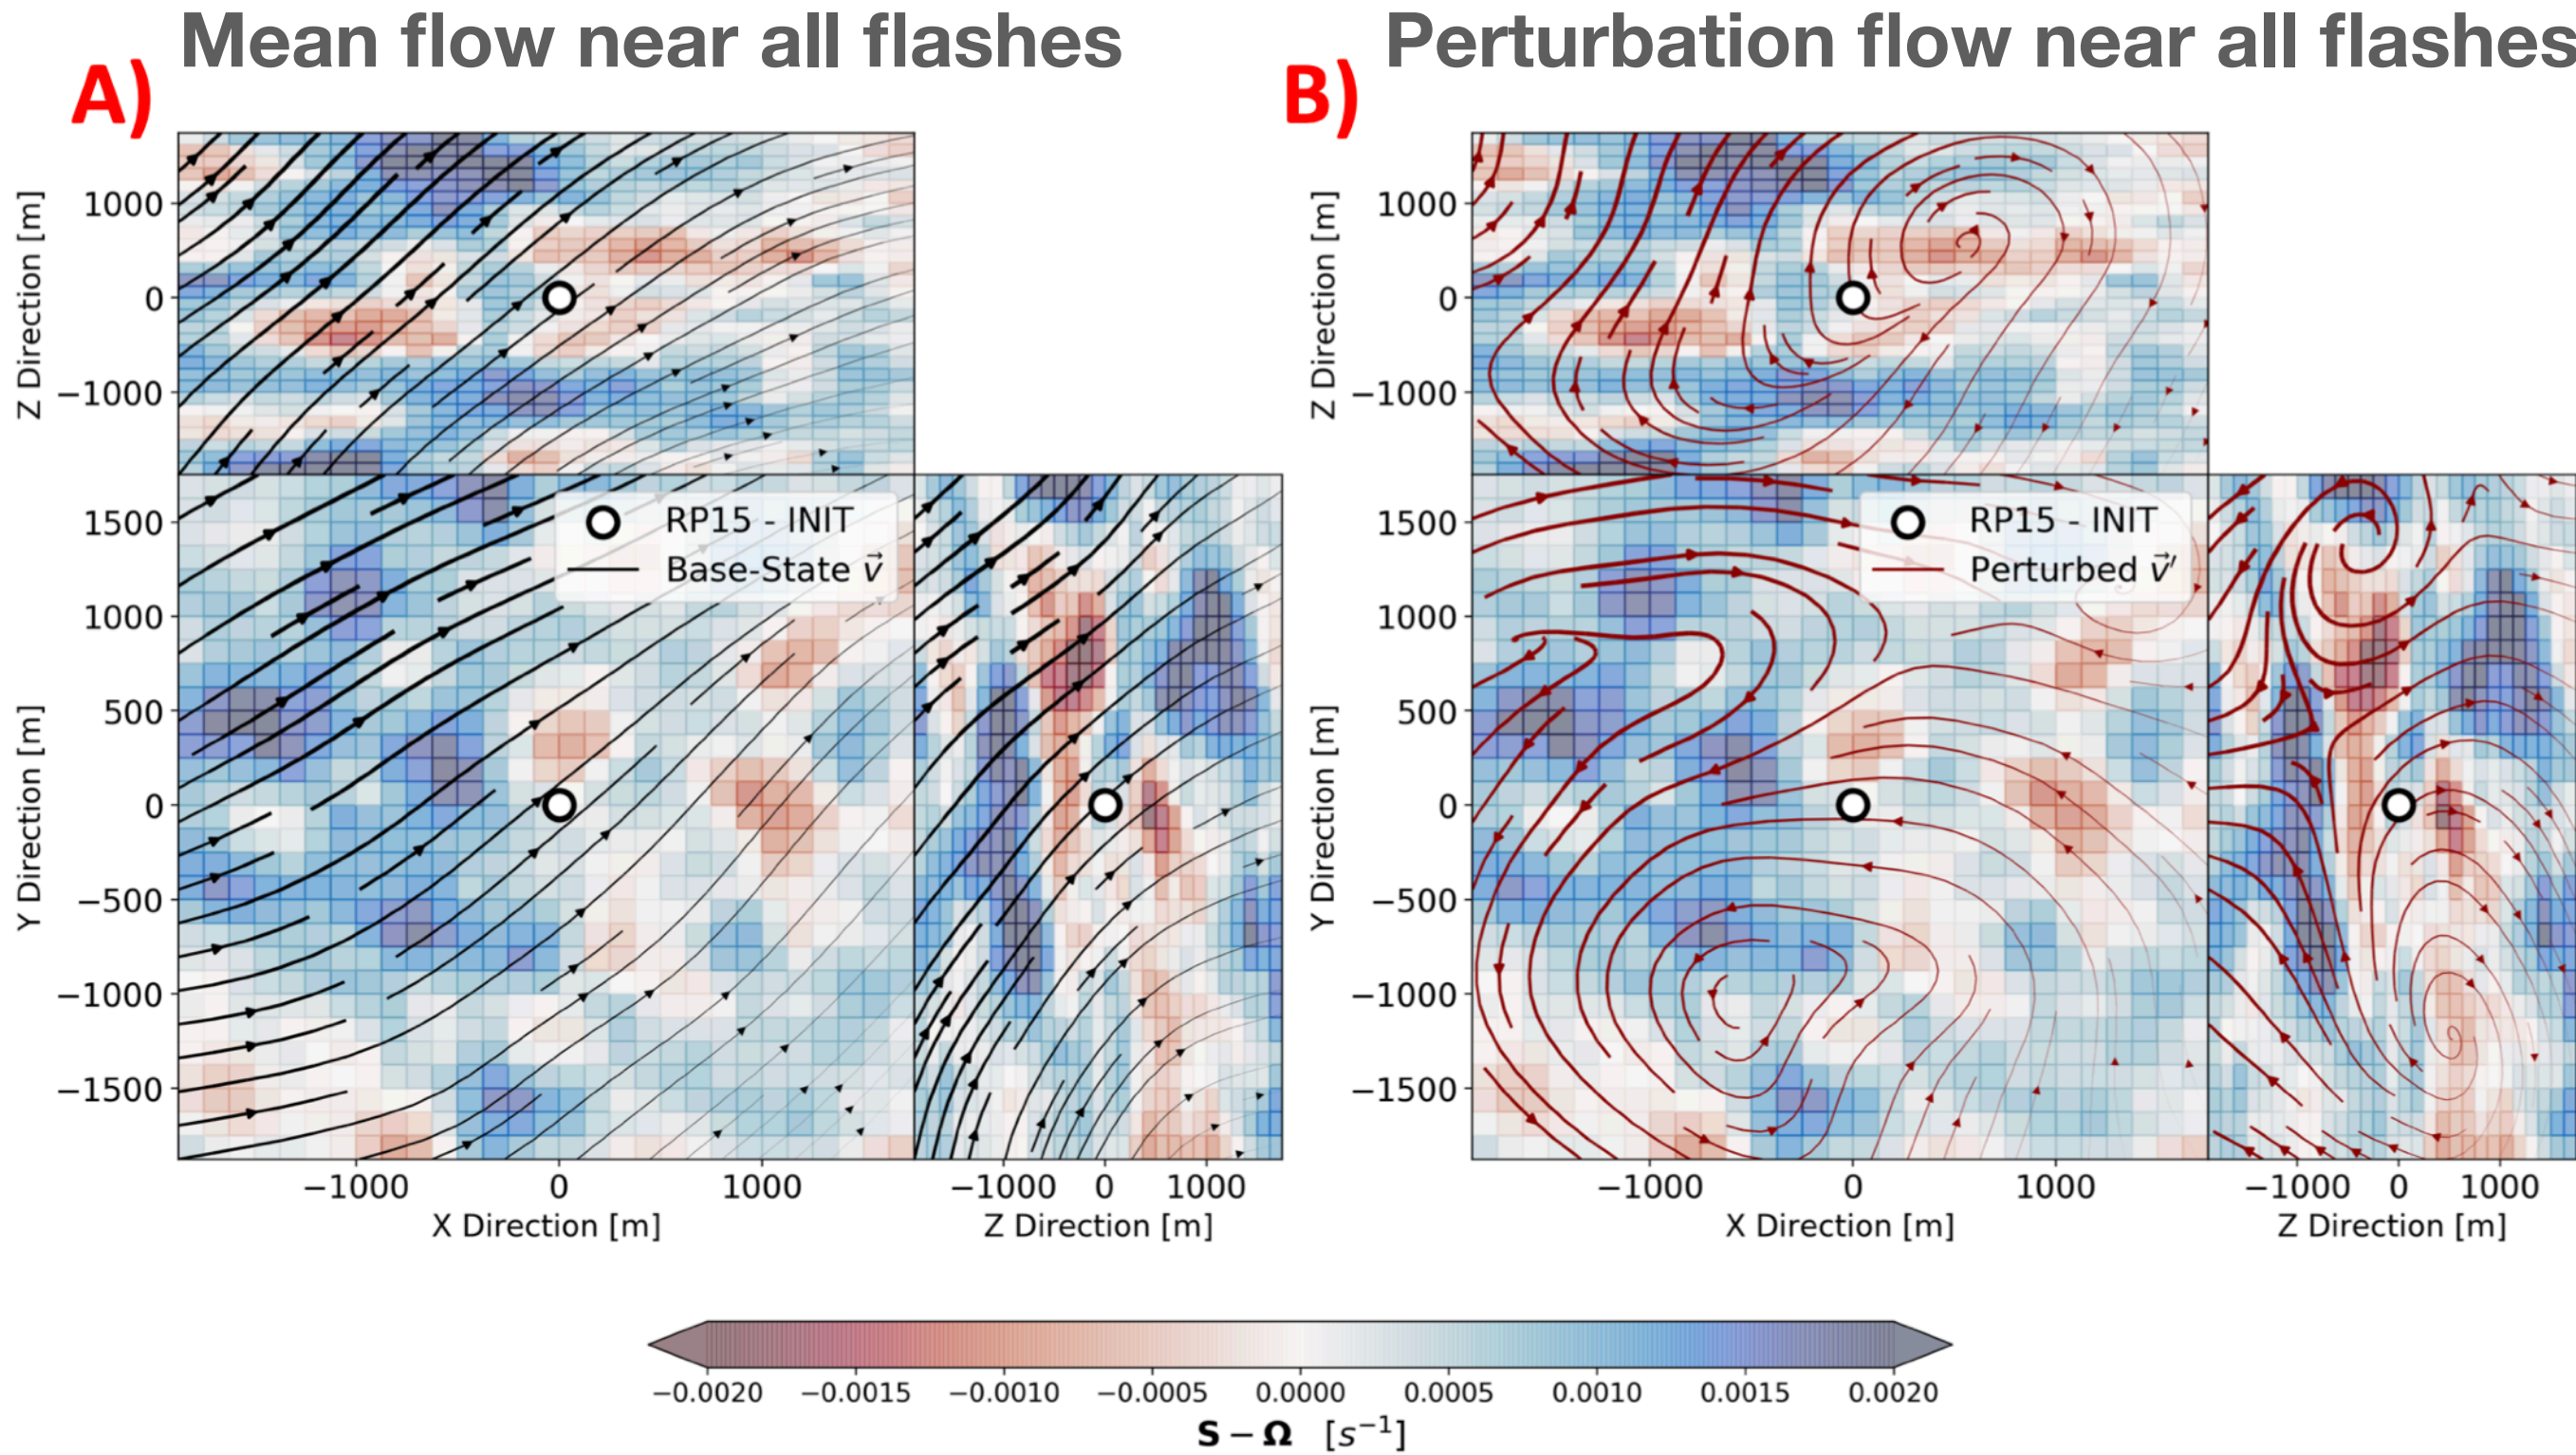 Mean flow near all flashes
Perturbation flow near all flashes
A)
B)
Z Direction [m]
1000
0
−1000
Y Direction [m]
1500
1000
500
0
−500
−1000
−1500
RP15 - INIT
Base-State v⃗
−1000
0
1000
X Direction [m]
−1000
0
1000
Z Direction [m]
Z Direction [m]
1000
0
−1000
Y Direction [m]
1500
1000
500
0
−500
−1000
−1500
RP15 - INIT
Perturbed v⃗′
−1000
0
1000
X Direction [m]
−1000
0
1000
Z Direction [m]
−0.0020
−0.0015
−0.0010
−0.0005
0.0000
0.0005
0.0010
0.0015
0.0020
S − Ω [s⁻¹]